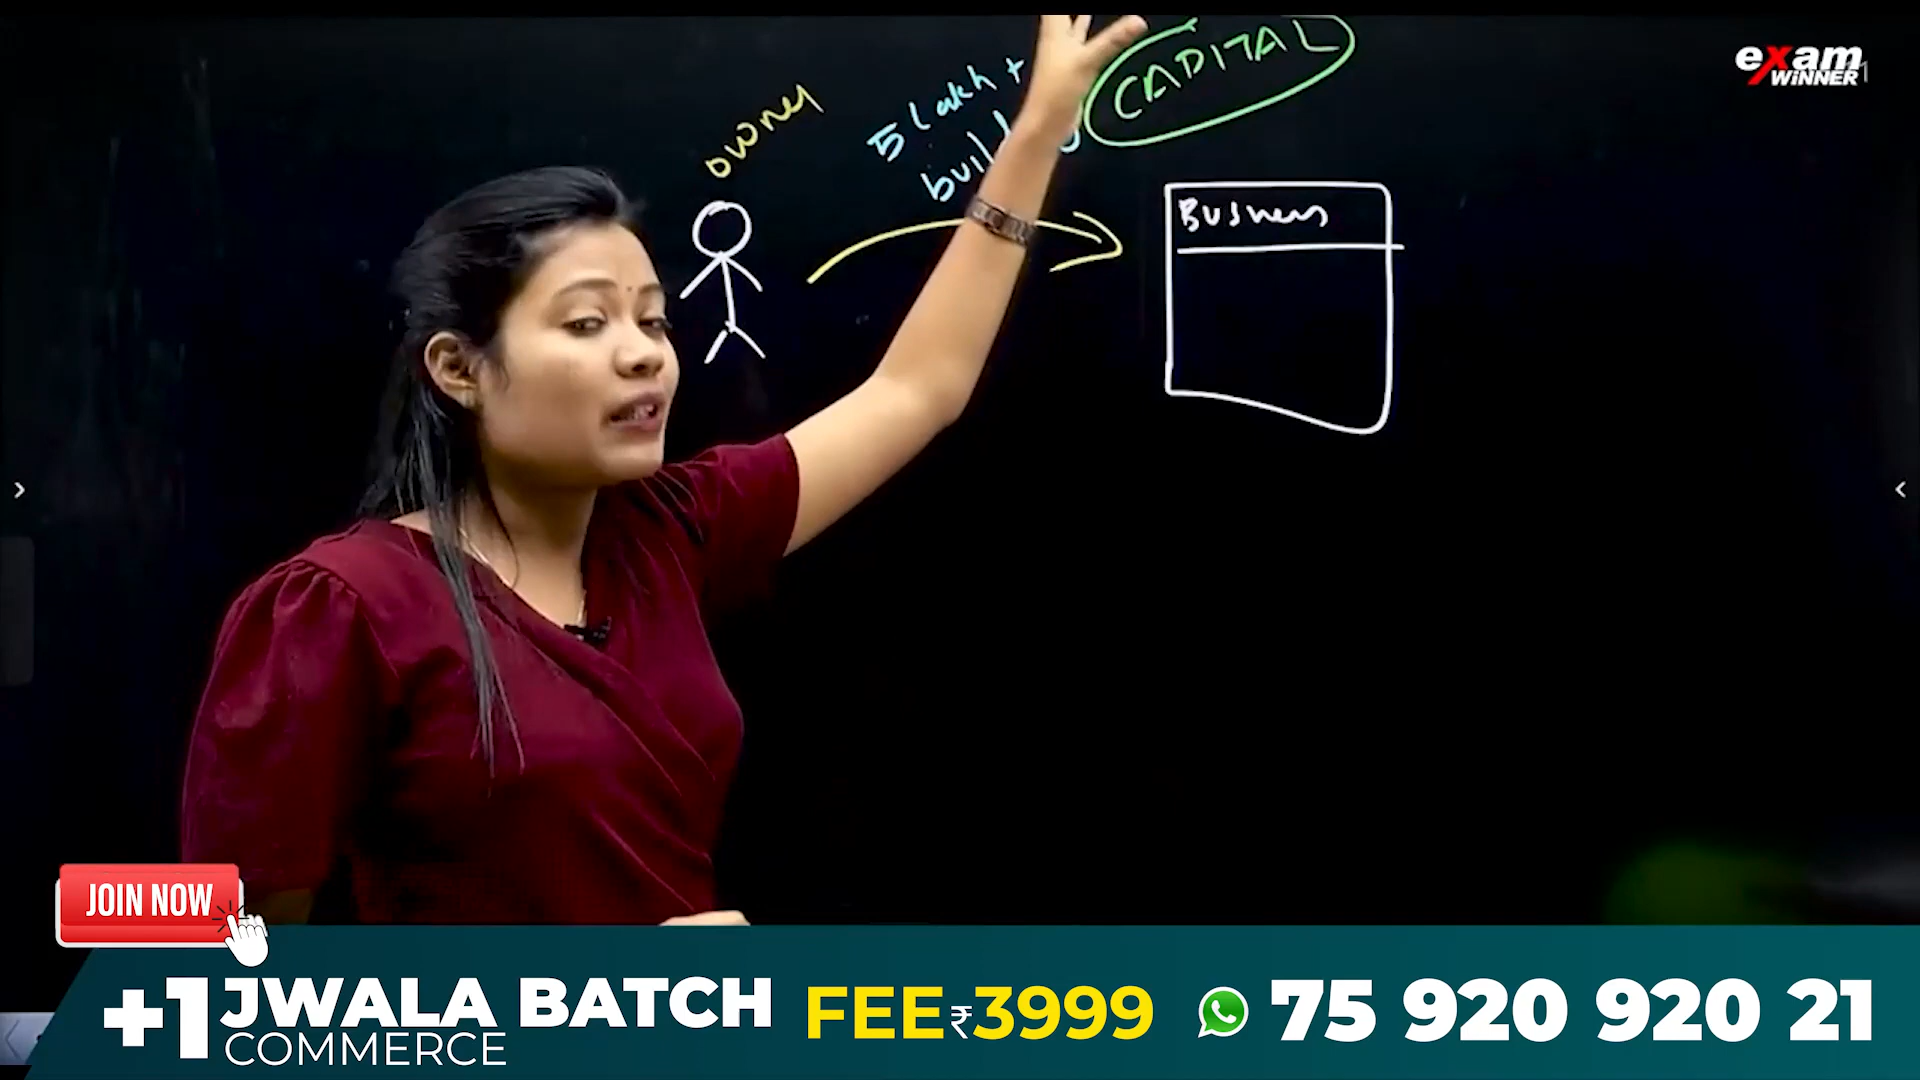 CAPITAL
exam
WINNER
owner
5 lakh +
Business
JOIN NOW
+1 JWALA BATCH
COMMERCE
FEE ₹3999
75 920 920 21